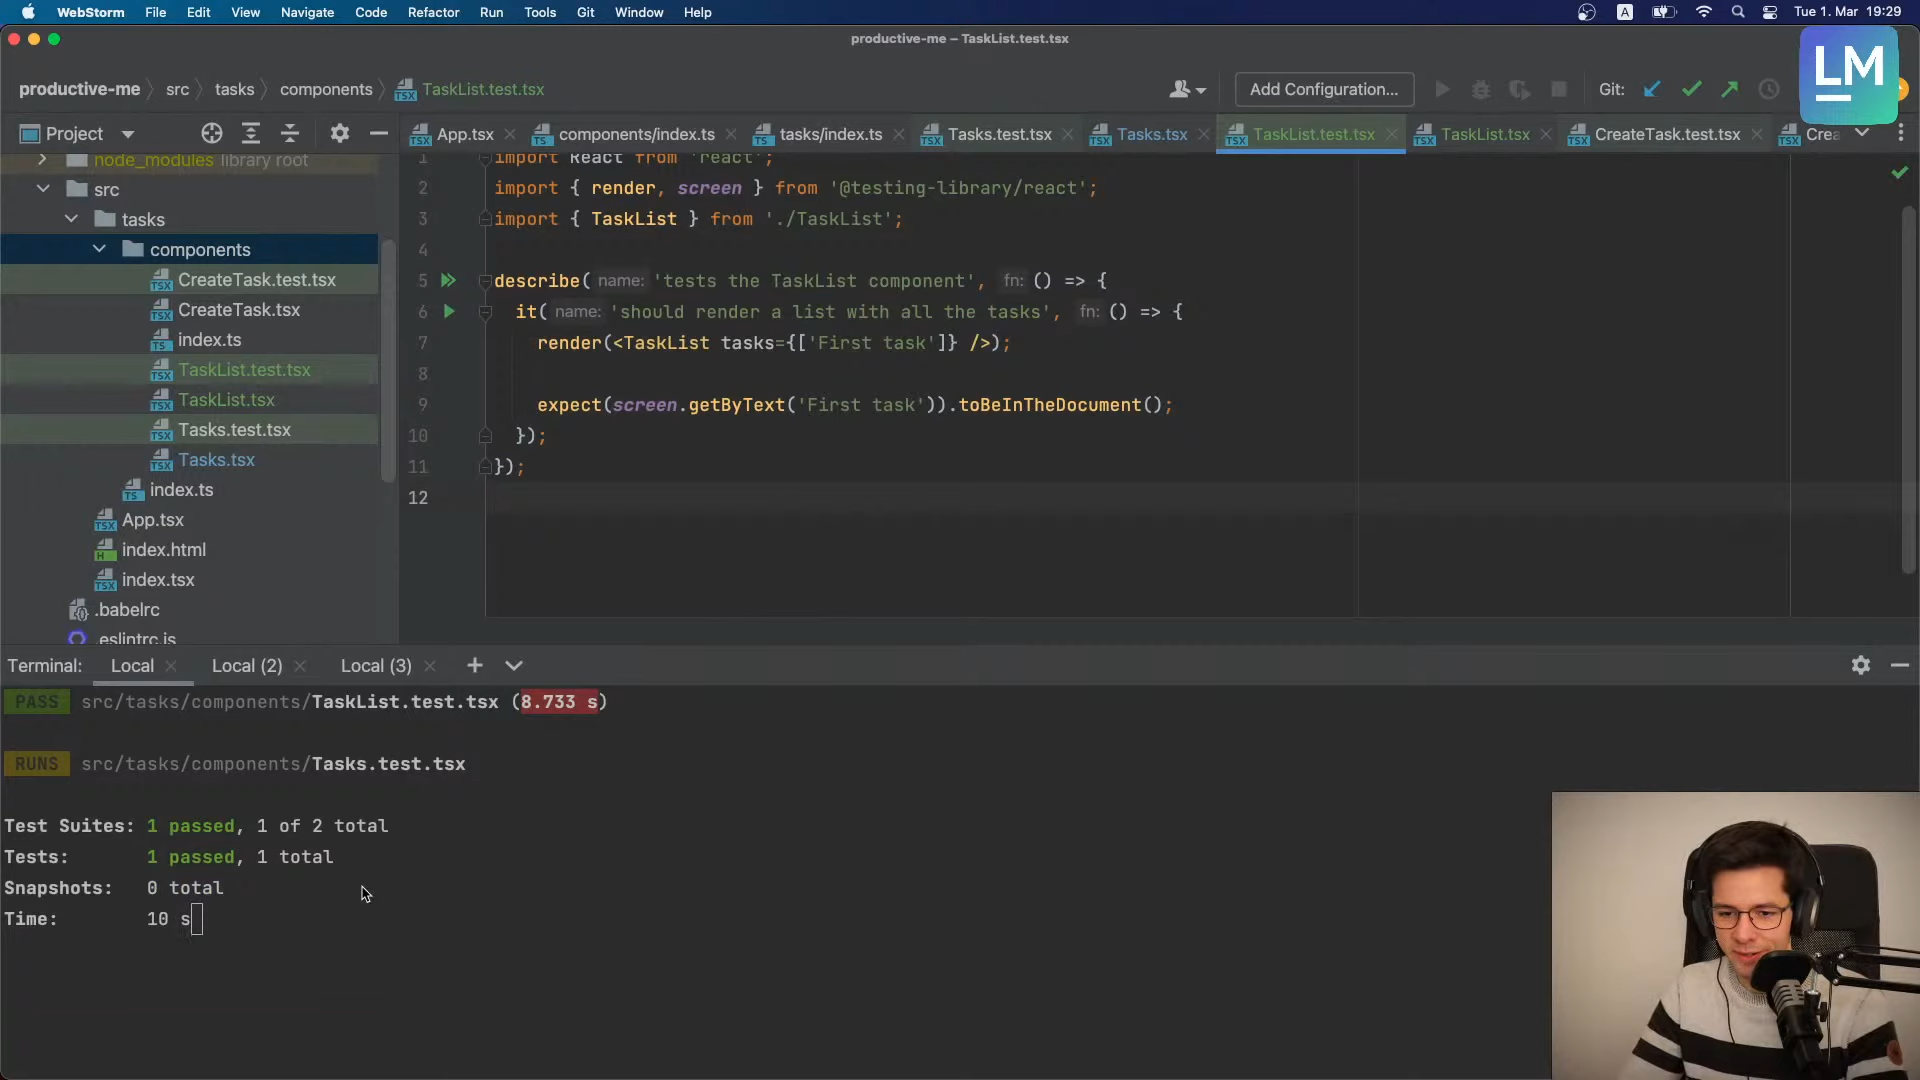 WebStorm File Edit View Navigate Code Refactor Run Tools Git Window Help A Tue 1. Mar 19:29
productive-me – TaskList.test.tsx
LM
productive-me src tasks components TaskList.test.tsx Add Configuration... Git:
Project App.tsx components/index.ts tasks/index.ts Tasks.test.tsx Tasks.tsx TaskList.test.tsx TaskList.tsx CreateTask.test.tsx Crea
node_modules library root
src
tasks
components
CreateTask.test.tsx
CreateTask.tsx
index.ts
TaskList.test.tsx
TaskList.tsx
Tasks.test.tsx
Tasks.tsx
index.ts
App.tsx
index.html
index.tsx
.babelrc
.eslintrc.js
1 import React from 'react';
2 import { render, screen } from '@testing-library/react';
3 import { TaskList } from './TaskList';
4
5 describe( name: 'tests the TaskList component', fn: () => {
6 it( name: 'should render a list with all the tasks', fn: () => {
7 render(<TaskList tasks={['First task']} />);
8
9 expect(screen.getByText('First task')).toBeInTheDocument();
10 });
11 });
12
Terminal: Local Local (2) Local (3)
PASS src/tasks/components/TaskList.test.tsx (8.733 s)
RUNS src/tasks/components/Tasks.test.tsx
Test Suites: 1 passed, 1 of 2 total
Tests: 1 passed, 1 total
Snapshots: 0 total
Time: 10 s